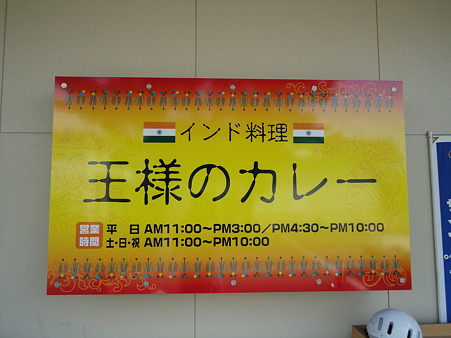 インド料理
王様のカレー
営業時間
平 日 AM11:00～PM3:00／PM4:30～PM10:00
土・日・祝 AM11:00～PM10:00